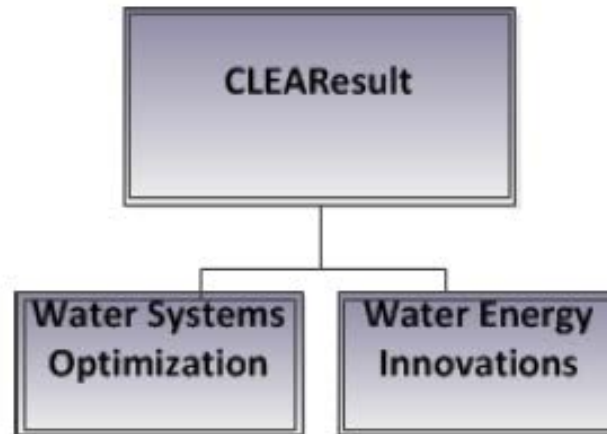 CLEAResult
Water Systems
Optimization
Water Energy
Innovations